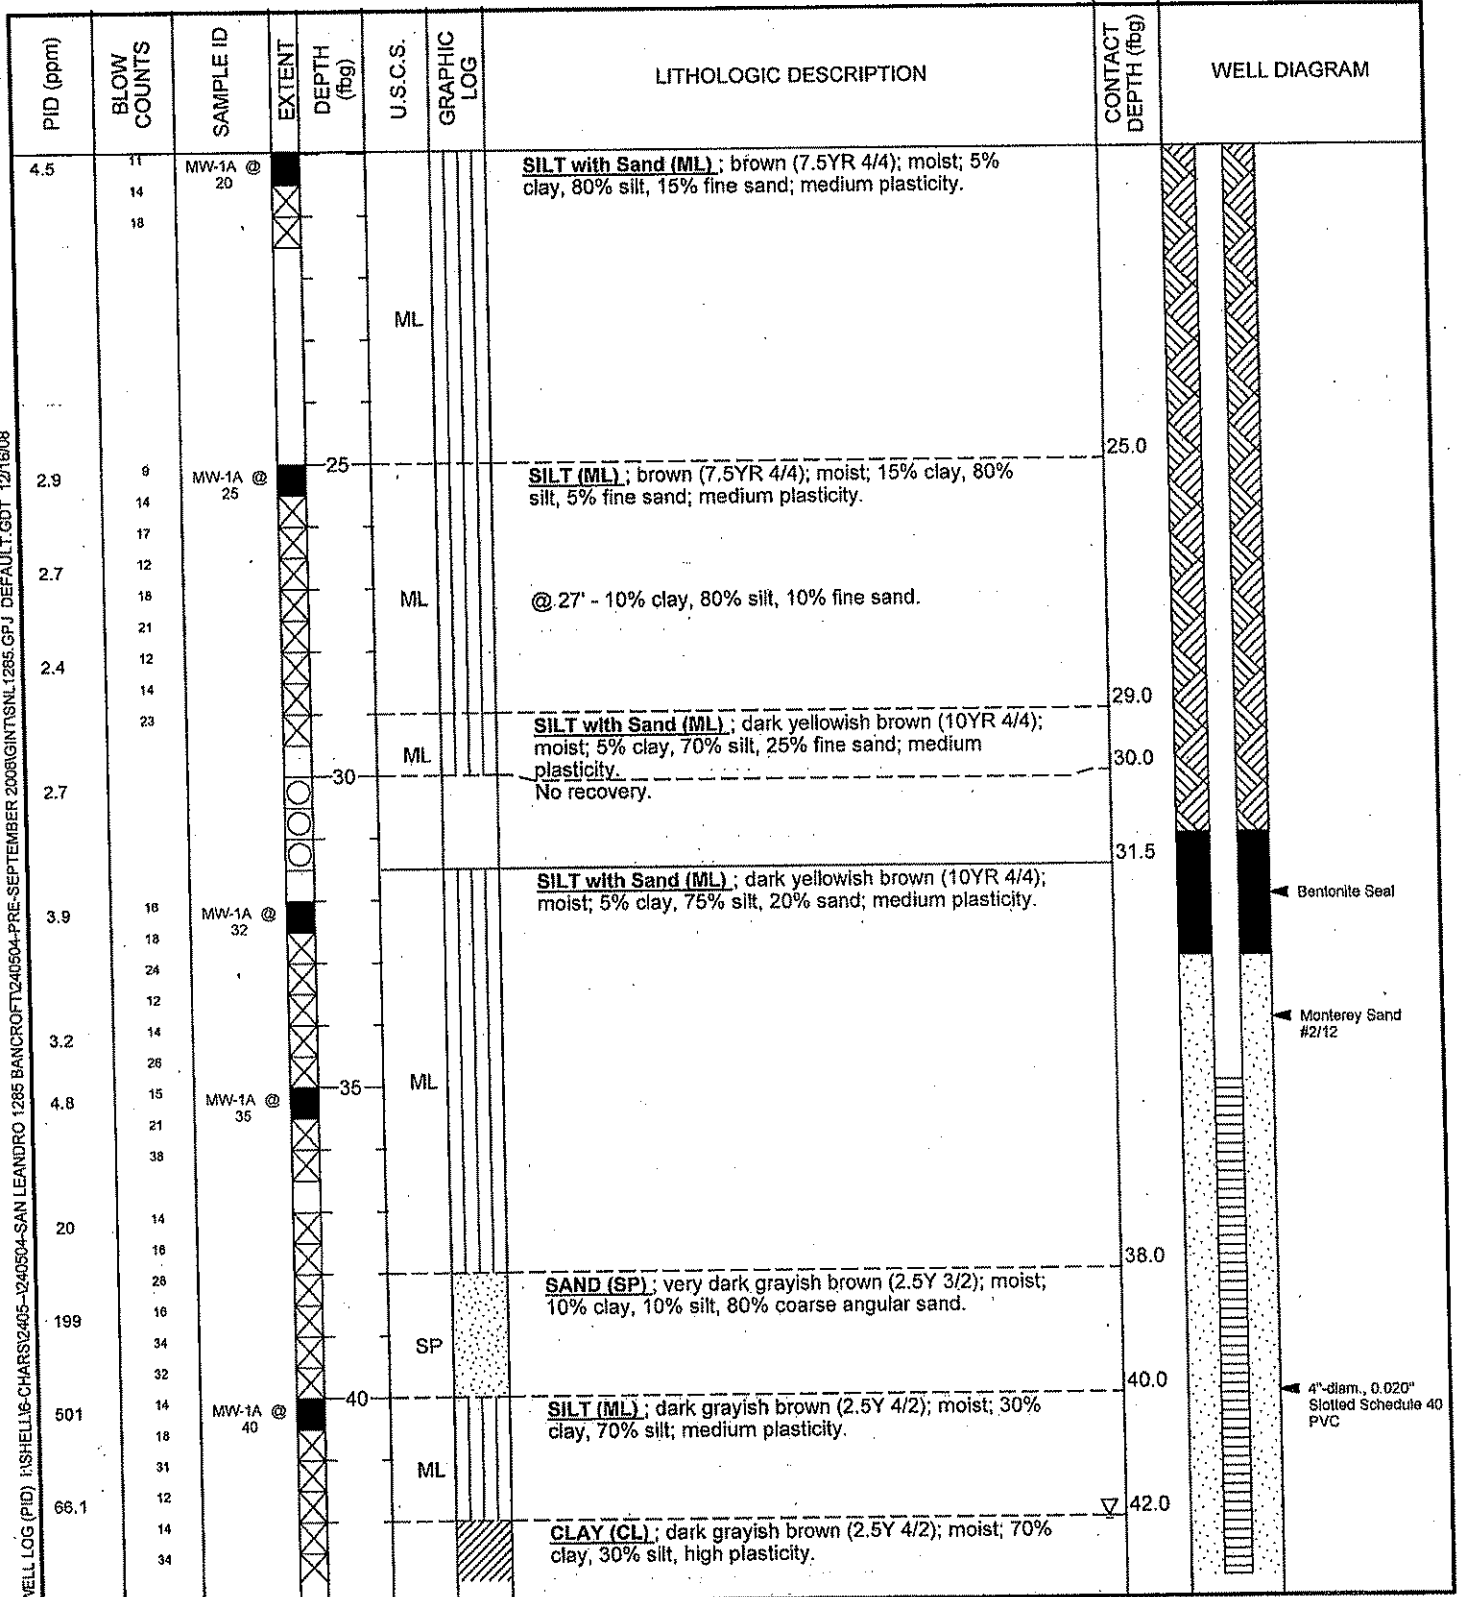 PID (ppm)
BLOW
COUNTS
SAMPLE ID
EXTENT
DEPTH
(fbg)
U.S.C.S.
GRAPHIC
LOG
LITHOLOGIC DESCRIPTION
CONTACT
DEPTH (fbg)
WELL DIAGRAM
4.5
11
MW-1A @
20
SILT with Sand (ML) ; brown (7.5YR 4/4); moist; 5%
clay, 80% silt, 15% fine sand; medium plasticity.
14
18
ML
25.0
2.9
9
MW-1A @
25
25
SILT (ML) ; brown (7.5YR 4/4); moist; 15% clay, 80%
silt, 5% fine sand; medium plasticity.
14
17
12
2.7
18
ML
@ 27' - 10% clay, 80% silt, 10% fine sand.
21
12
2.4
14
29.0
23
SILT with Sand (ML) ; dark yellowish brown (10YR 4/4);
moist; 5% clay, 70% silt, 25% fine sand; medium
plasticity.
ML
30.0
30
2.7
No recovery.
31.5
SILT with Sand (ML) ; dark yellowish brown (10YR 4/4);
moist; 5% clay, 75% silt, 20% sand; medium plasticity.
Bentonite Seal
3.9
16
MW-1A @
32
18
24
12
Monterey Sand
#2/12
3.2
14
26
35
ML
4.8
15
MW-1A @
35
21
38
14
20
16
38.0
28
SAND (SP) ; very dark grayish brown (2.5Y 3/2); moist;
10% clay, 10% silt, 80% coarse angular sand.
16
199
34
SP
32
40.0
40
4"-diam., 0.020"
Slotted Schedule 40
PVC
501
14
MW-1A @
40
SILT (ML) ; dark grayish brown (2.5Y 4/2); moist; 30%
clay, 70% silt; medium plasticity.
18
31
ML
12
66.1
42.0
14
CLAY (CL) ; dark grayish brown (2.5Y 4/2); moist; 70%
clay, 30% silt, high plasticity.
34
WELL LOG (PID) I:\SHELL\6-CHARS\2405--\240504-SAN LEANDRO 1285 BANCROFT\240504-PRE-SEPTEMBER 2008\GINT\SNL1285.GPJ DEFAULT.GDT 12/16/08